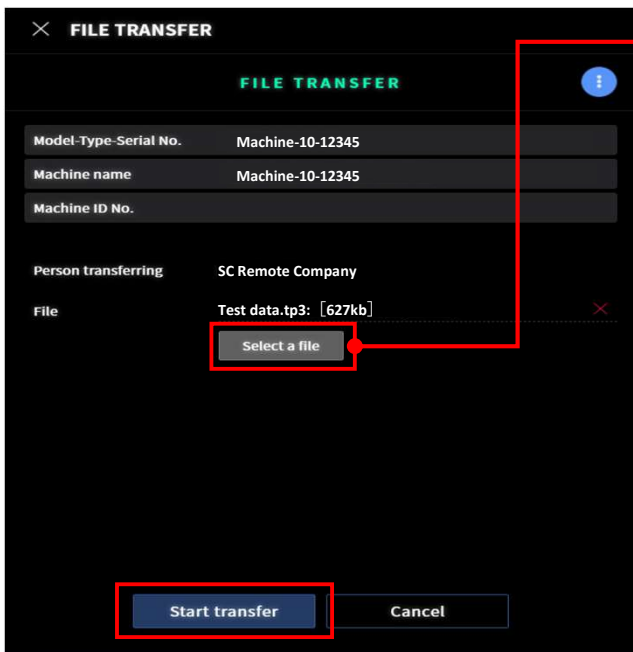 FILE TRANSFER
FILE TRANSFER
Model-Type-Serial No. Machine-10-12345
Machine name Machine-10-12345
Machine ID No.
Person transferring SC Remote Company
File Test data.tp3:［627kb］
Select a file
Start transfer Cancel